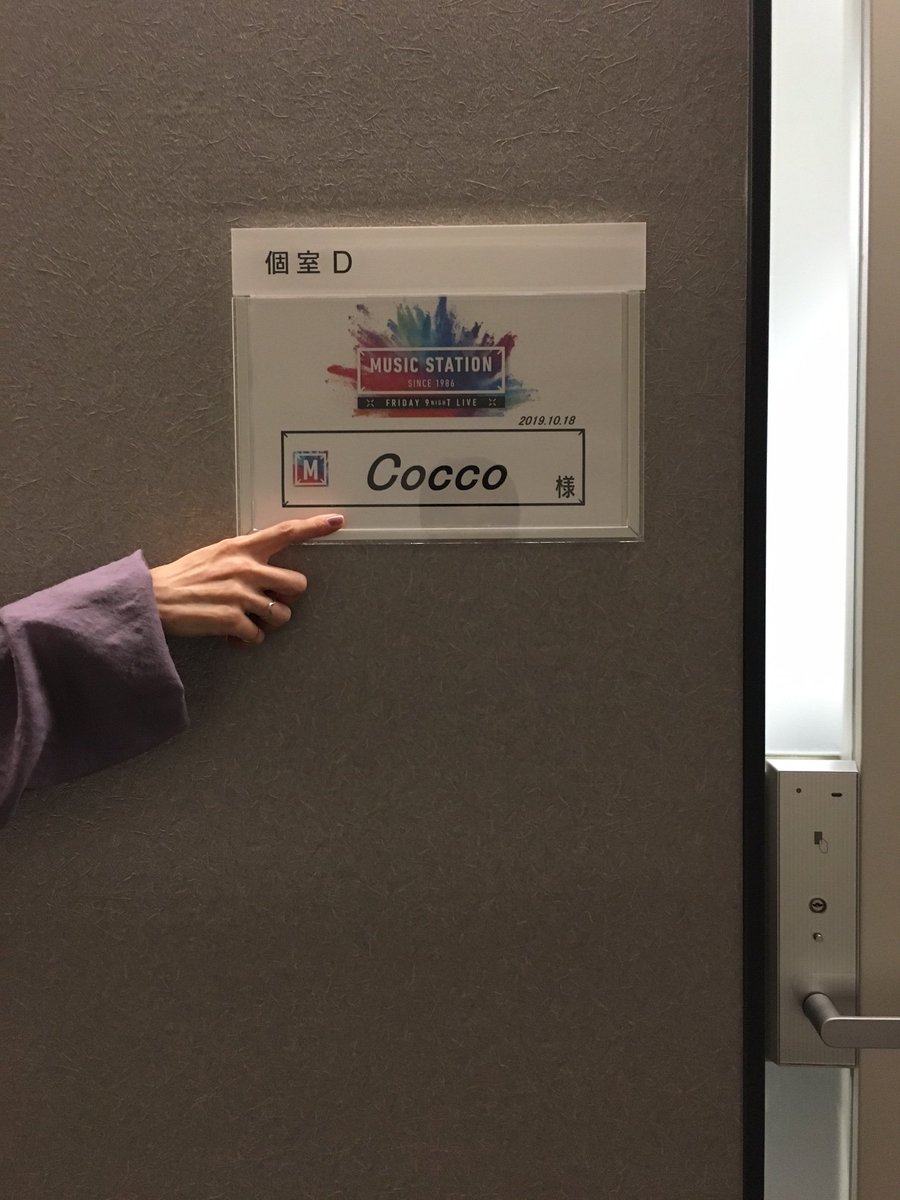 個室 D
MUSIC STATION
SINCE 1986
FRIDAY 9NIGHT LIVE
2019.10.18
M
Cocco 様